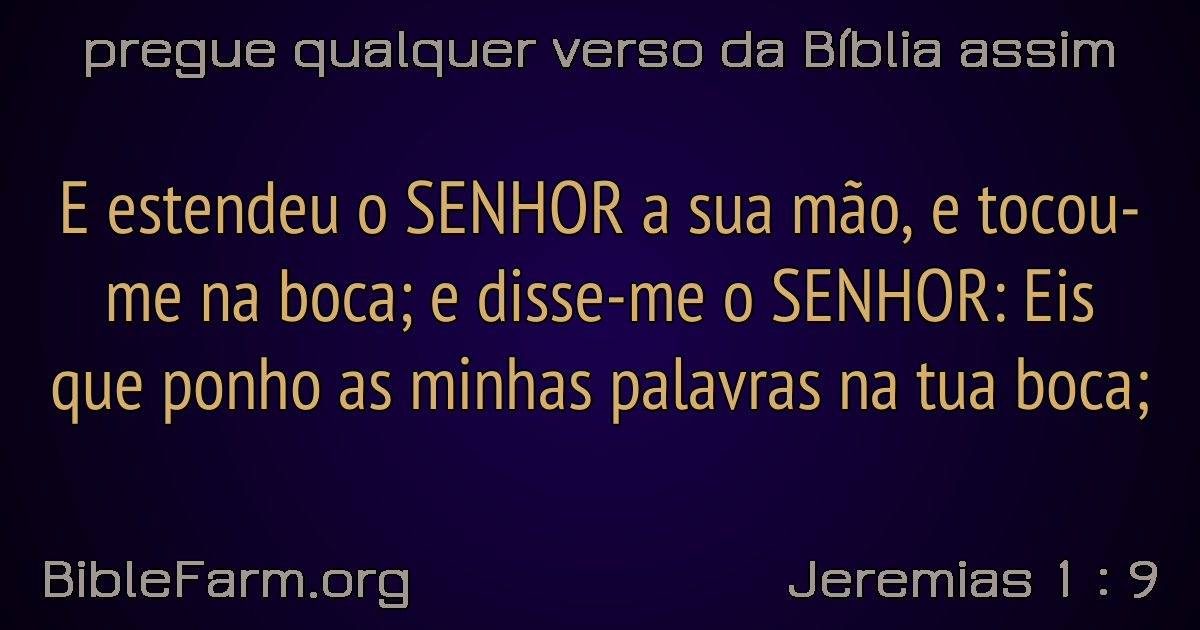 pregue qualquer verso da Bíblia assim
E estendeu o SENHOR a sua mão, e tocou-
me na boca; e disse-me o SENHOR: Eis
que ponho as minhas palavras na tua boca;
BibleFarm.org
Jeremias 1 : 9